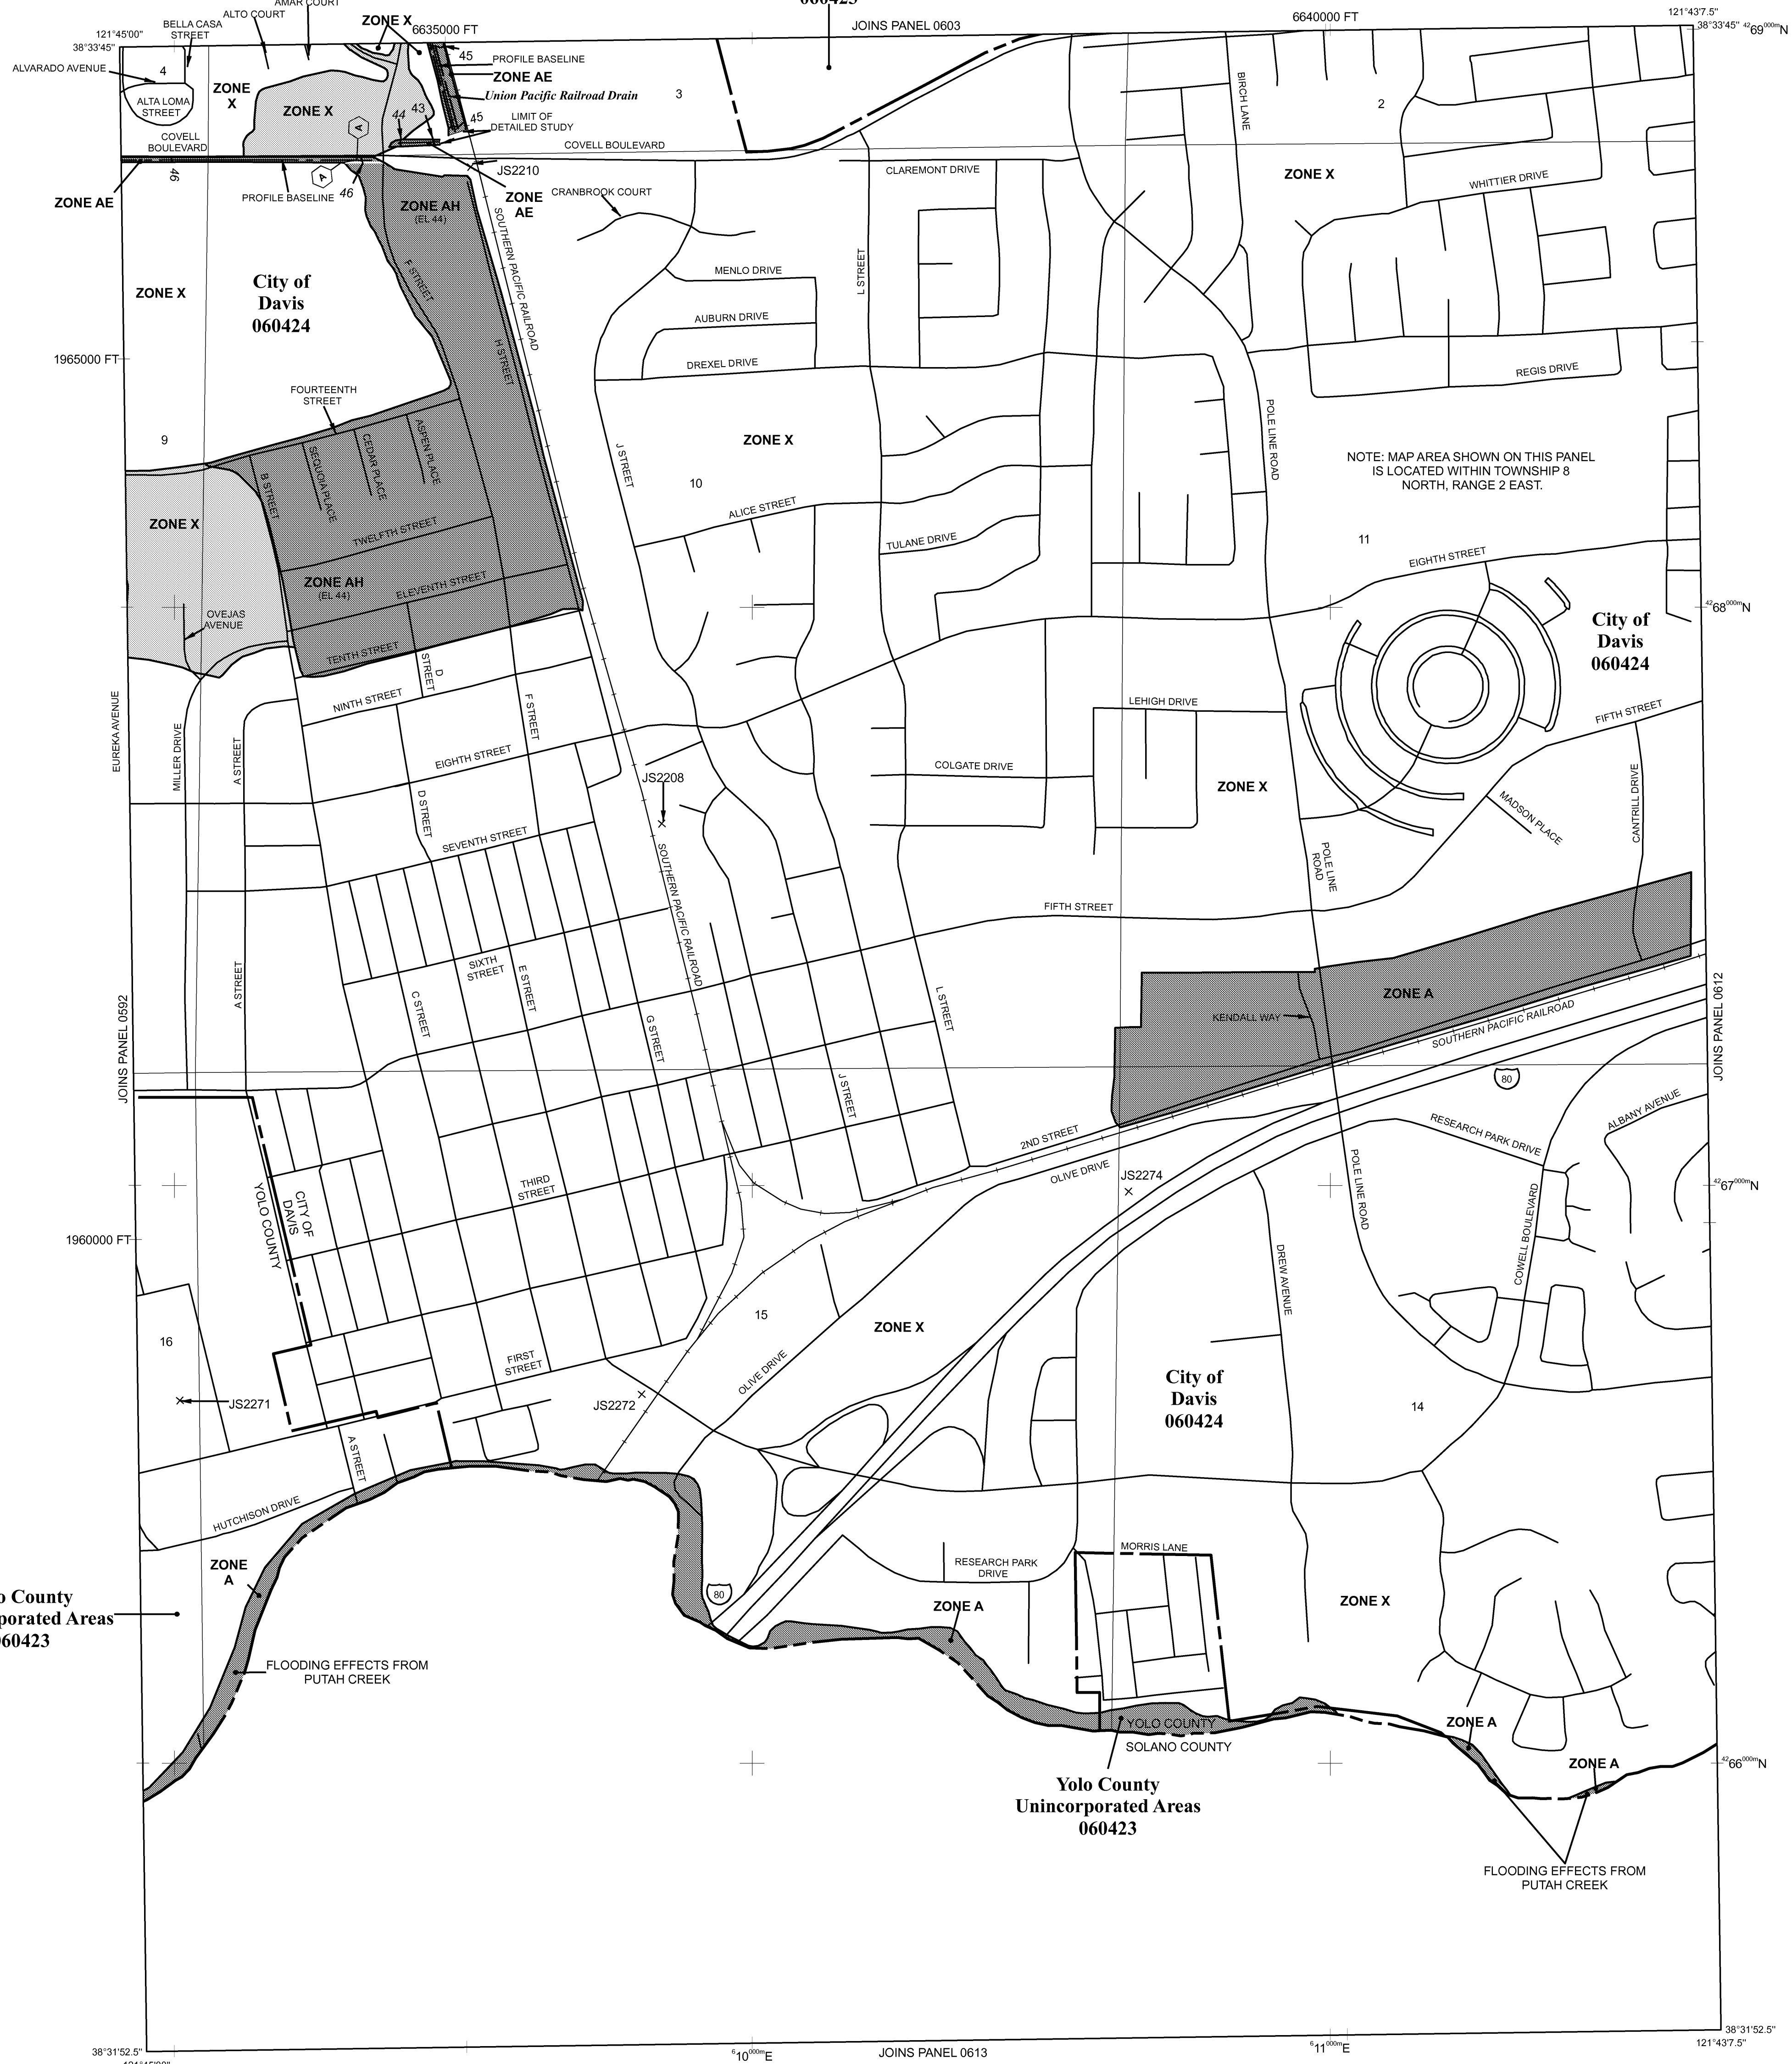 AMAR COURT
060423
ALTO COURT
BELLA CASA
STREET
ZONE X
6635000 FT
JOINS PANEL 0603
6640000 FT
121°43'7.5"
38°33'45"
4269000mN
121°45'00"
38°33'45"
ALVARADO AVENUE
4
ALTA LOMA
STREET
ZONE
X
ZONE X
45
PROFILE BASELINE
ZONE AE
Union Pacific Railroad Drain
3
2
BIRCH LANE
44
43
45
LIMIT OF
DETAILED STUDY
A
COVELL
BOULEVARD
COVELL BOULEVARD
46
A
PROFILE BASELINE
46
JS2210
ZONE AE
ZONE
AE
CRANBROOK COURT
CLAREMONT DRIVE
ZONE X
WHITTIER DRIVE
ZONE AH
(EL 44)
SOUTHERN PACIFIC RAILROAD
F STREET
L STREET
MENLO DRIVE
ZONE X
City of
Davis
060424
AUBURN DRIVE
H STREET
1965000 FT
DREXEL DRIVE
REGIS DRIVE
FOURTEENTH
STREET
POLE LINE ROAD
9
ASPEN PLACE
CEDAR PLACE
SEQUOIA PLACE
B STREET
J STREET
ZONE X
10
NOTE: MAP AREA SHOWN ON THIS PANEL
IS LOCATED WITHIN TOWNSHIP 8
NORTH, RANGE 2 EAST.
ZONE X
TWELFTH STREET
ALICE STREET
TULANE DRIVE
11
EIGHTH STREET
ZONE AH
(EL 44)
ELEVENTH STREET
OVEJAS
AVENUE
TENTH STREET
4268000mN
City of
Davis
060424
D
STREET
NINTH STREET
F STREET
EUREKA AVENUE
MILLER DRIVE
A STREET
LEHIGH DRIVE
FIFTH STREET
EIGHTH STREET
COLGATE DRIVE
ZONE X
JS2208
D STREET
MADSON PLACE
CANTRILL DRIVE
SEVENTH STREET
POLE LINE
ROAD
SOUTHERN PACIFIC RAILROAD
FIFTH STREET
SIXTH
STREET
E STREET
A STREET
C STREET
G STREET
L STREET
ZONE A
KENDALL WAY
SOUTHERN PACIFIC RAILROAD
JOINS PANEL 0592
JOINS PANEL 0612
80
J STREET
2ND STREET
OLIVE DRIVE
RESEARCH PARK DRIVE
ALBANY AVENUE
JS2274
THIRD
STREET
CITY OF
DAVIS
YOLO COUNTY
POLE LINE ROAD
4267000mN
1960000 FT
COWELL BOULEVARD
DREW AVENUE
16
15
ZONE X
FIRST
STREET
OLIVE DRIVE
City of
Davis
060424
14
JS2271
JS2272
A STREET
HUTCHISON DRIVE
MORRIS LANE
RESEARCH PARK
DRIVE
ZONE
A
80
ZONE A
ZONE X
o County
porated Areas
60423
FLOODING EFFECTS FROM
PUTAH CREEK
YOLO COUNTY
SOLANO COUNTY
ZONE A
ZONE A
4266000mN
Yolo County
Unincorporated Areas
060423
FLOODING EFFECTS FROM
PUTAH CREEK
38°31'52.5"
610000mE
JOINS PANEL 0613
611000mE
38°31'52.5"
121°43'7.5"